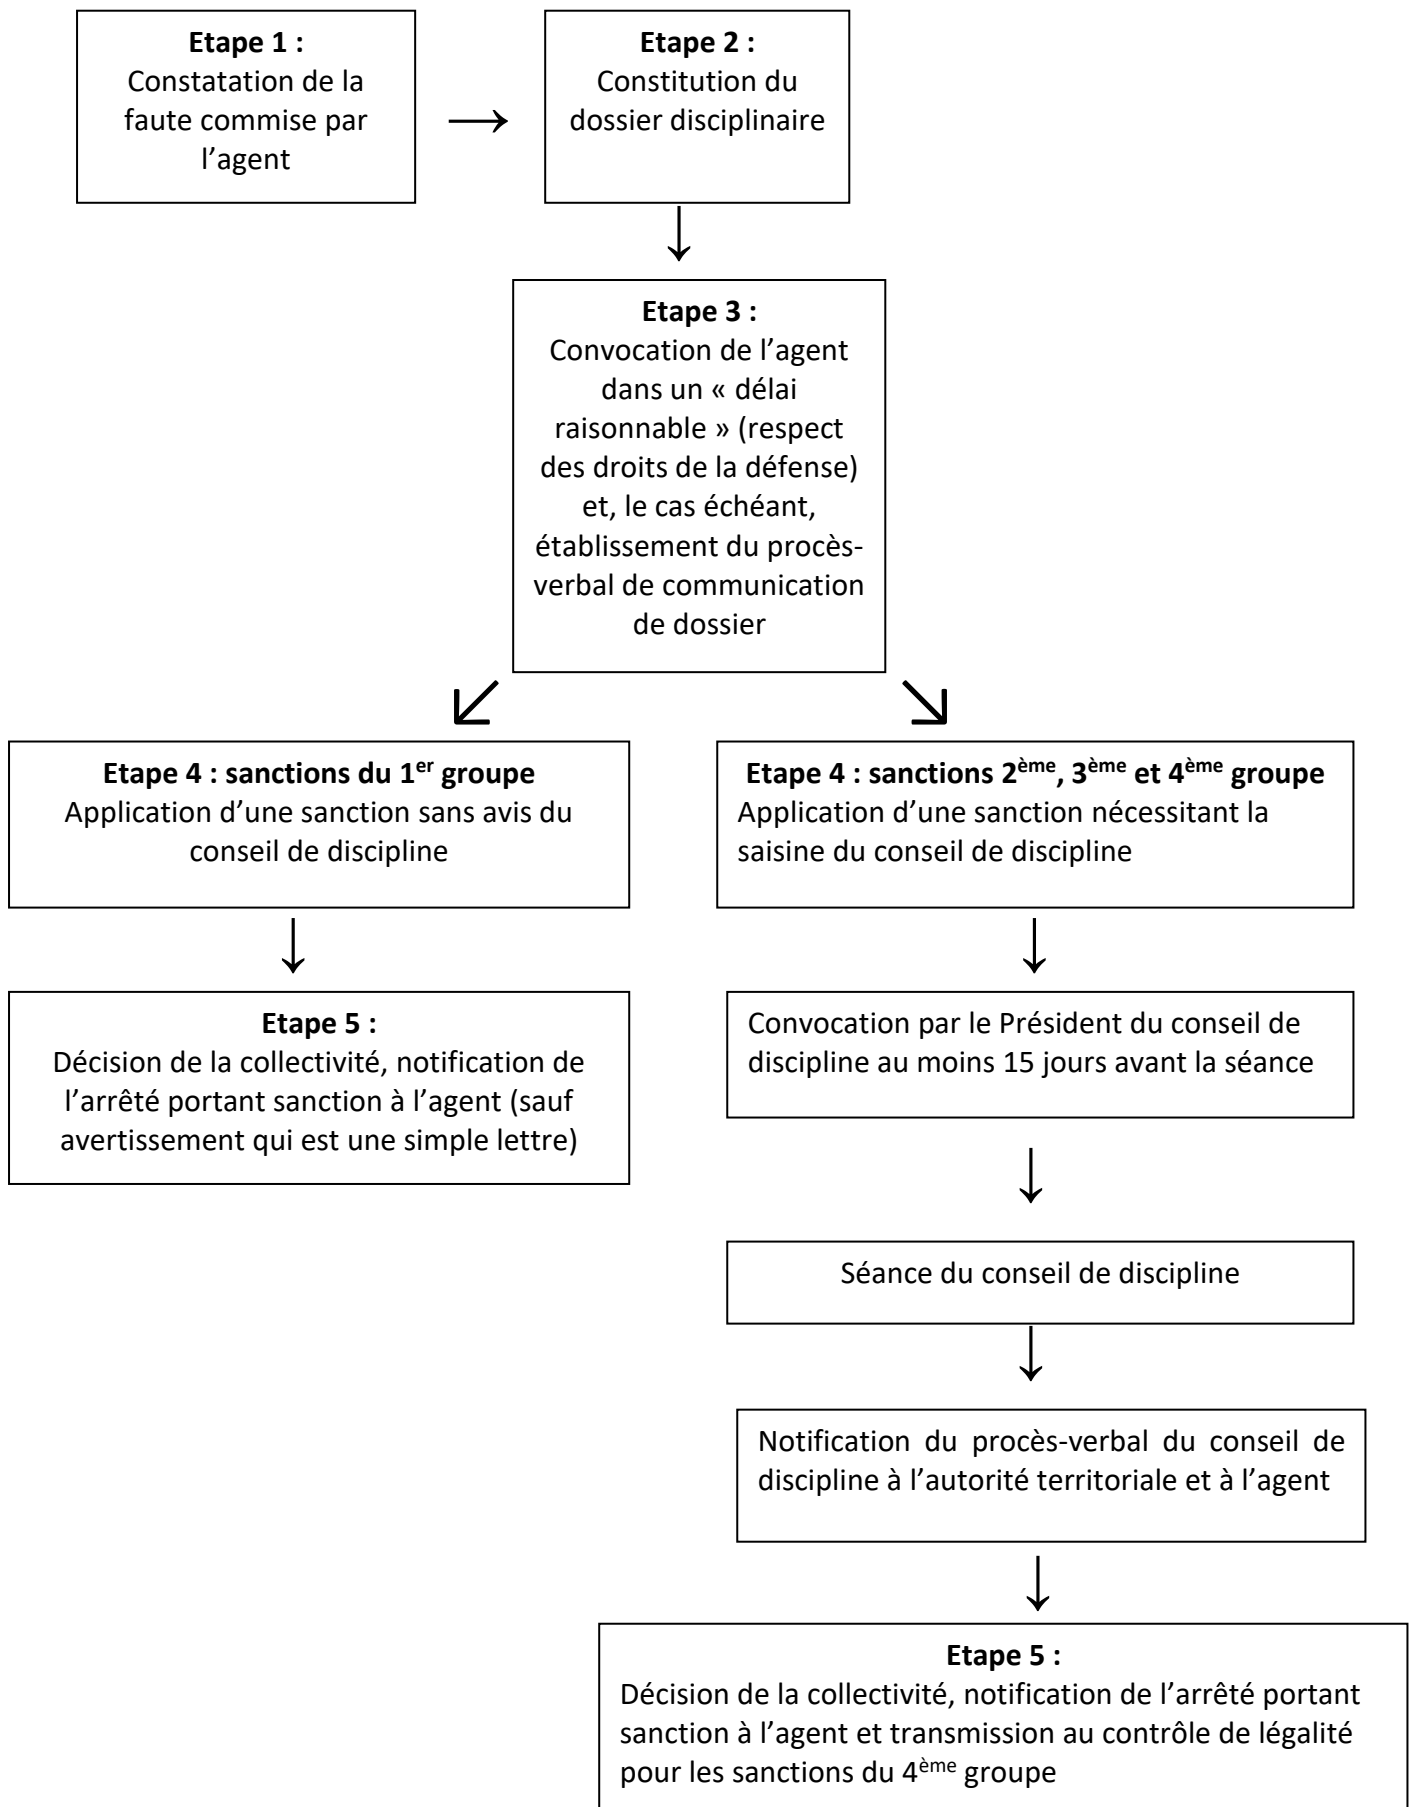 Etape 1 :
Constatation de la
faute commise par
l’agent
Etape 2 :
Constitution du
dossier disciplinaire
Etape 3 :
Convocation de l’agent
dans un « délai
raisonnable » (respect
des droits de la défense)
et, le cas échéant,
établissement du procès-
verbal de communication
de dossier
Etape 4 : sanctions du 1er groupe
Application d’une sanction sans avis du
conseil de discipline
Etape 5 :
Décision de la collectivité, notification de
l’arrêté portant sanction à l’agent (sauf
avertissement qui est une simple lettre)
Etape 4 : sanctions 2ème, 3ème et 4ème groupe
Application d’une sanction nécessitant la
saisine du conseil de discipline
Convocation par le Président du conseil de
discipline au moins 15 jours avant la séance
Séance du conseil de discipline
Notification du procès-verbal du conseil de
discipline à l’autorité territoriale et à l’agent
Etape 5 :
Décision de la collectivité, notification de l’arrêté portant
sanction à l’agent et transmission au contrôle de légalité
pour les sanctions du 4ème groupe